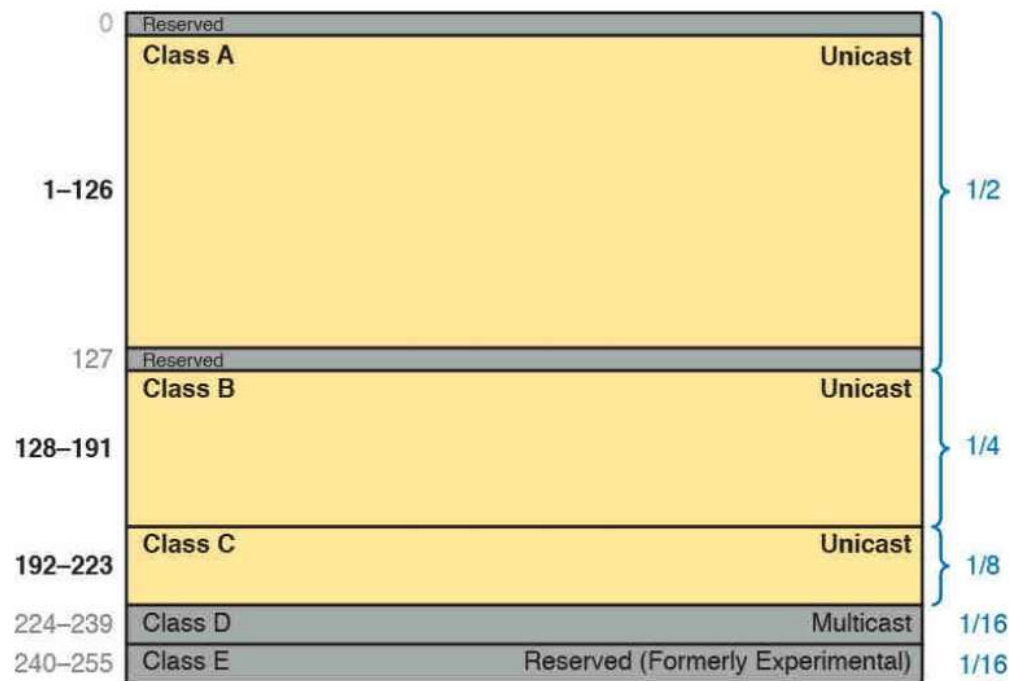 0 Reserved
Class A Unicast
1–126 1/2
127 Reserved
Class B Unicast
128–191 1/4
Class C Unicast
192–223 1/8
224–239 Class D Multicast 1/16
240–255 Class E Reserved (Formerly Experimental) 1/16